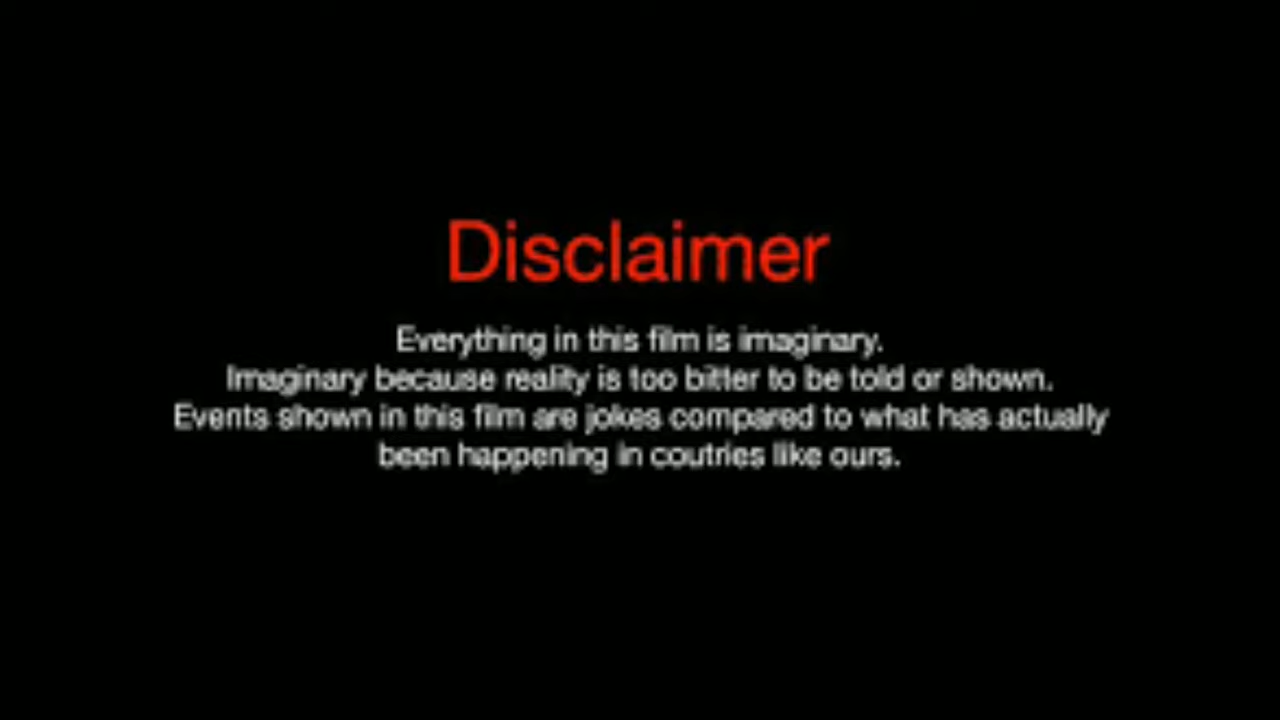 Disclaimer
Everything in this film is imaginary.
Imaginary because reality is too bitter to be told or shown.
Events shown in this film are jokes compared to what has actually
been happening in coutries like ours.